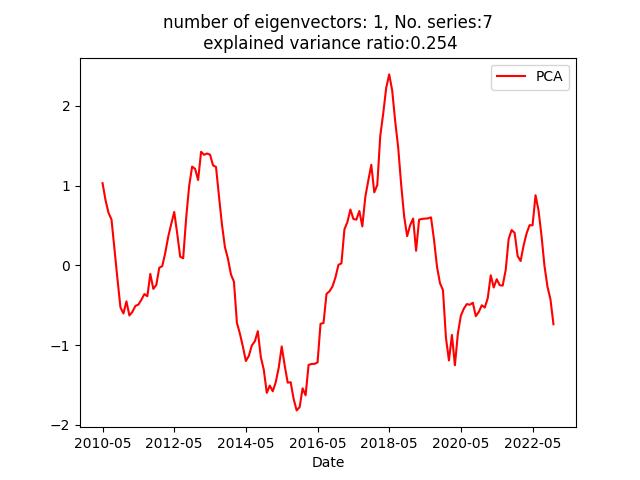 number of eigenvectors: 1, No. series:7
explained variance ratio:0.254
PCA
2
1
0
−1
−2
2010-05 2012-05 2014-05 2016-05 2018-05 2020-05 2022-05
Date